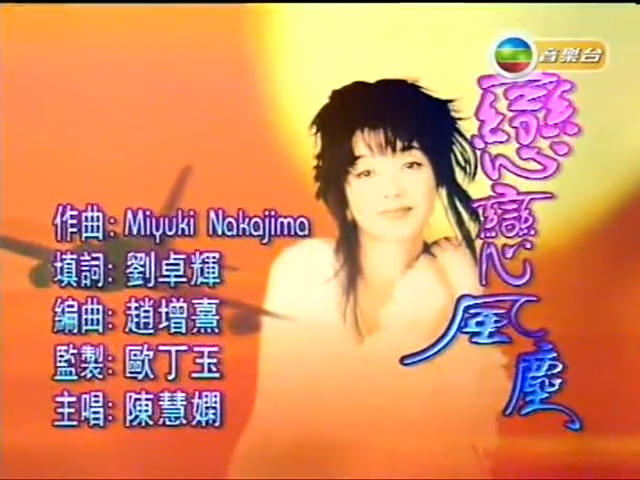 音樂台
戀戀風塵
作曲: Miyuki Nakajima
填詞: 劉卓輝
編曲: 趙增熹
監製: 歐丁玉
主唱: 陳慧嫻